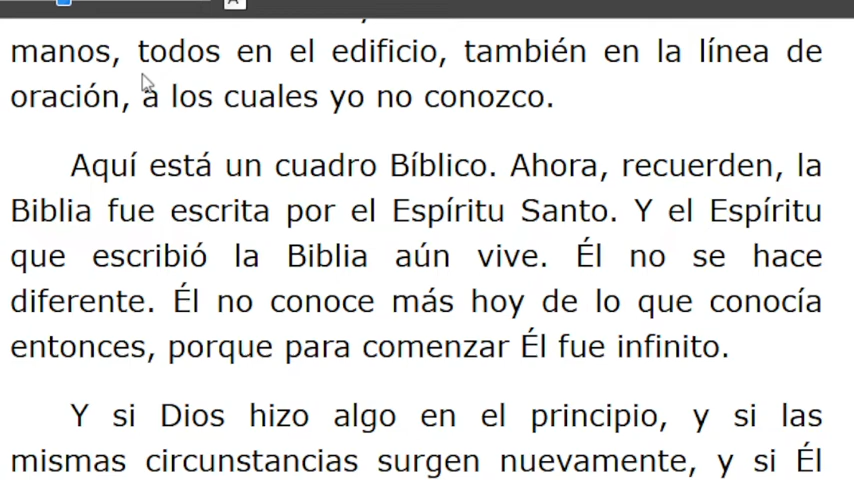 manos, todos en el edificio, también en la línea de
oración, a los cuales yo no conozco.
Aquí está un cuadro Bíblico. Ahora, recuerden, la
Biblia fue escrita por el Espíritu Santo. Y el Espíritu
que escribió la Biblia aún vive. Él no se hace
diferente. Él no conoce más hoy de lo que conocía
entonces, porque para comenzar Él fue infinito.
Y si Dios hizo algo en el principio, y si las
mismas circunstancias surgen nuevamente, y si Él